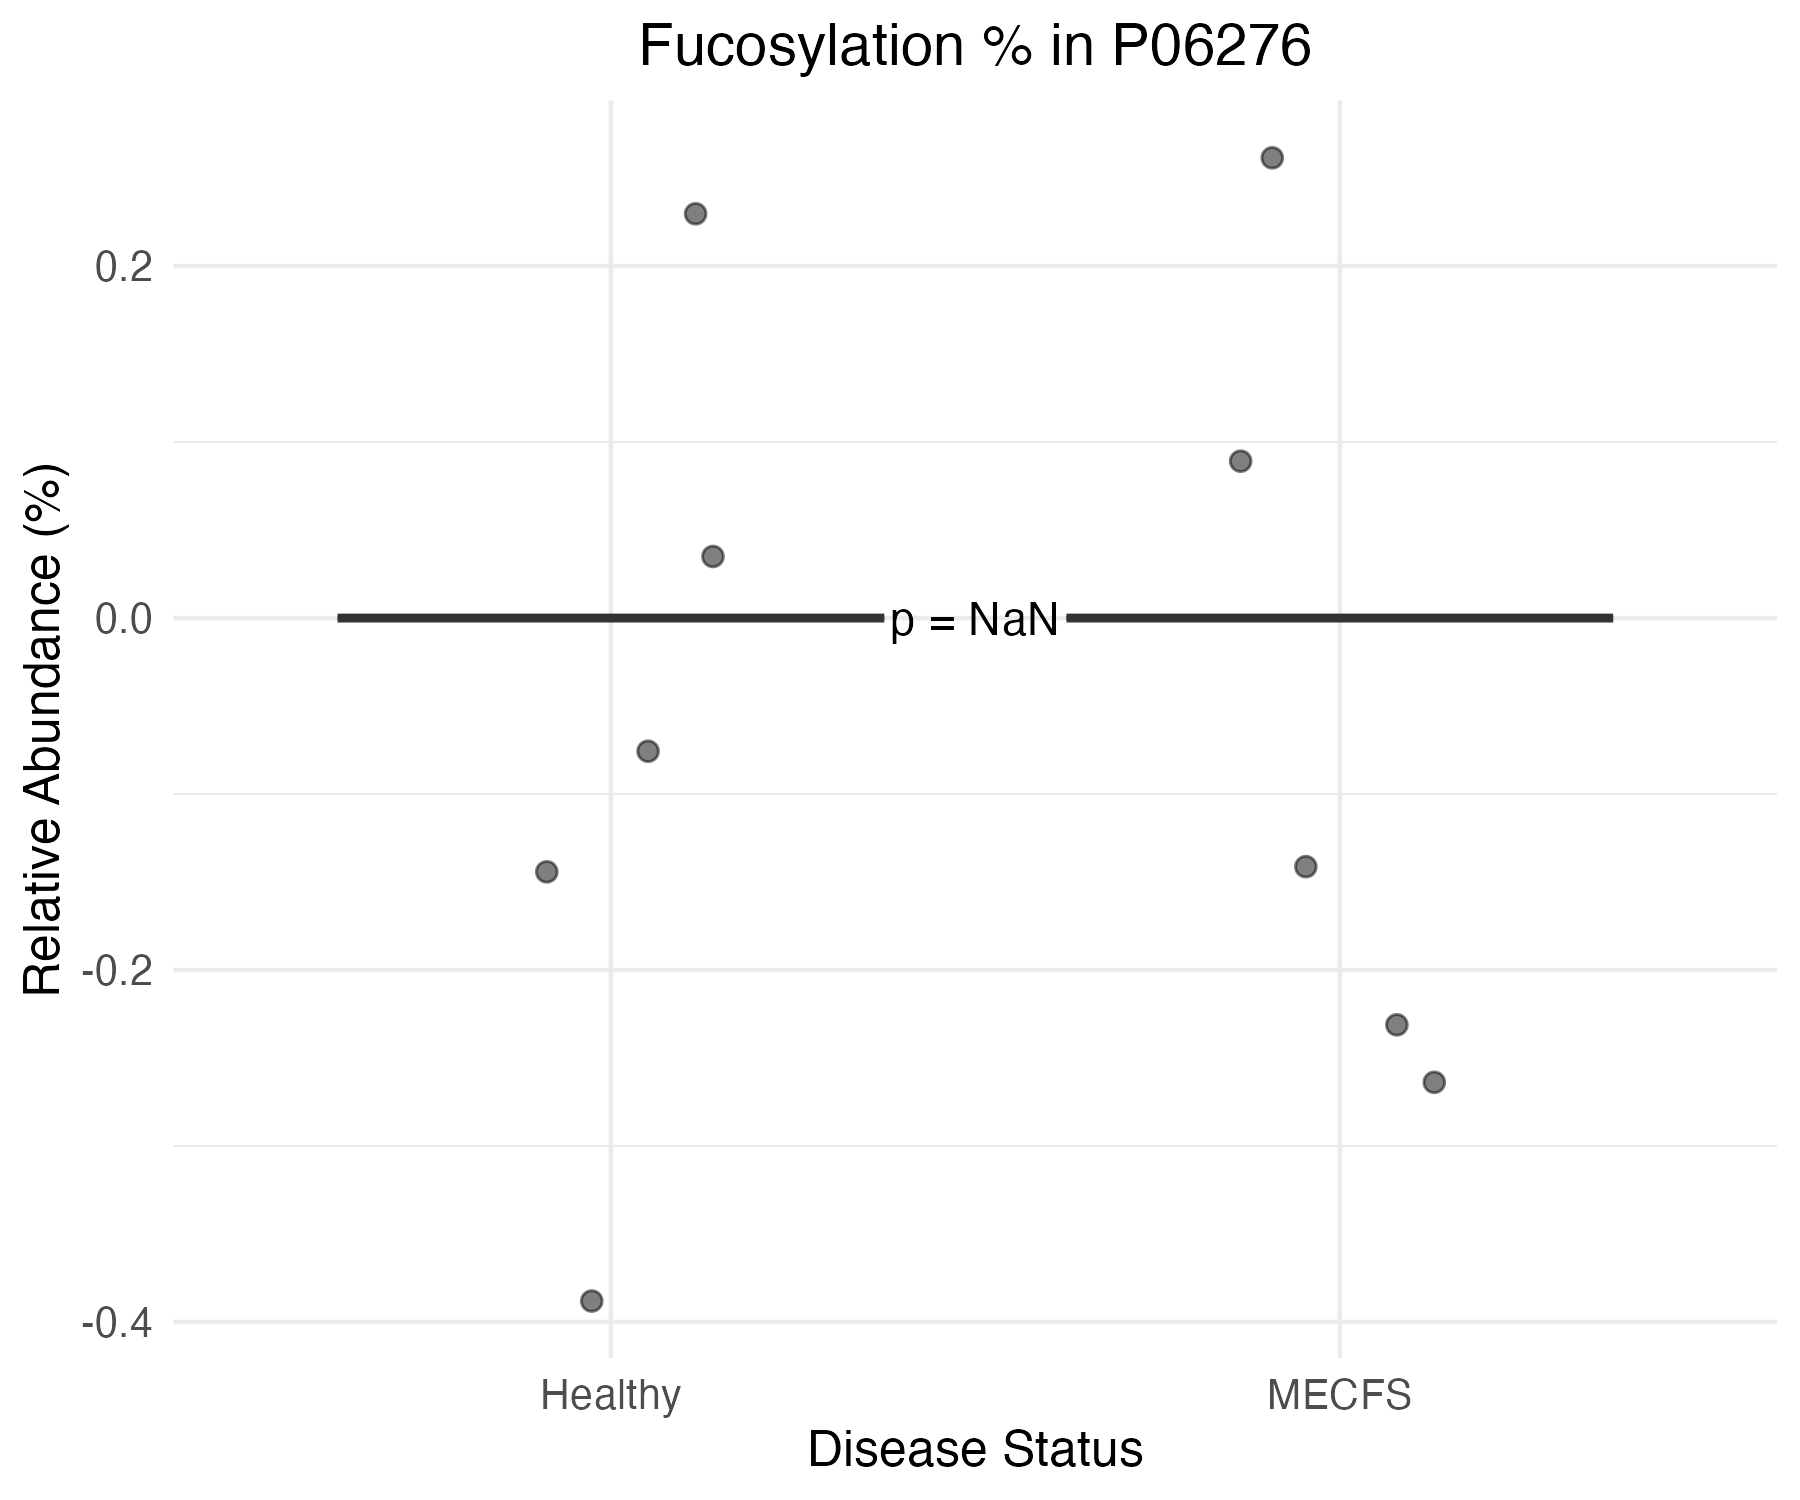 Fucosylation % in P06276
Relative Abundance (%)
0.2
0.0
-0.2
-0.4
p = NaN
Healthy
MECFS
Disease Status